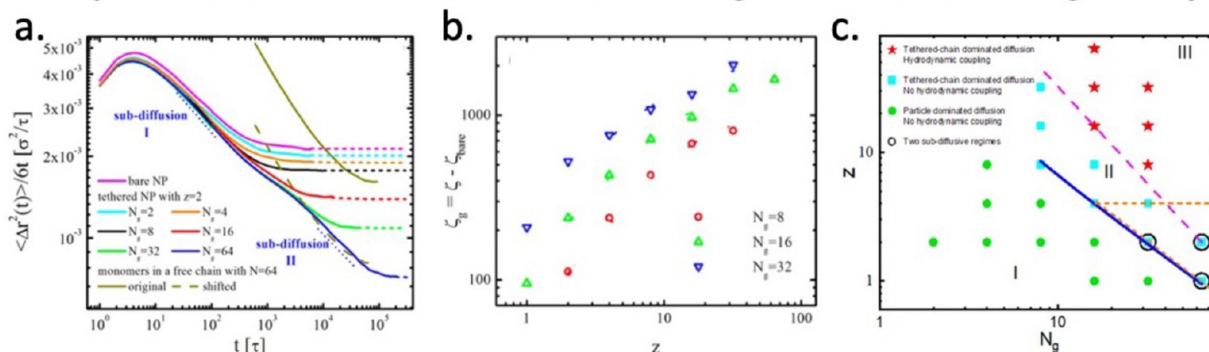 a.
<Δr²(t)>/6t [σ²/τ]
5x10⁻³
4x10⁻³
3x10⁻³
2x10⁻³
10⁻³
sub-diffusion
I
bare NP
tethered NP with z=2
N_g=2 N_g=4
N_g=8 N_g=16
N_g=32 N_g=64
sub-diffusion
II
monomers in a free chain with N=64
original shifted
10⁰ 10¹ 10² 10³ 10⁴ 10⁵
t [τ]
b.
ζ_g = ζ - ζ_bare
1000
100
N_g=8
N_g=16
N_g=32
1 10 100
z
c.
Tethered-chain dominated diffusion
Hydrodynamic coupling
III
Tethered-chain dominated diffusion
No hydrodynamic coupling
Particle dominated diffusion
No hydrodynamic coupling
Two sub-diffusive regimes
Z
10
1
II
I
1 10
N_g